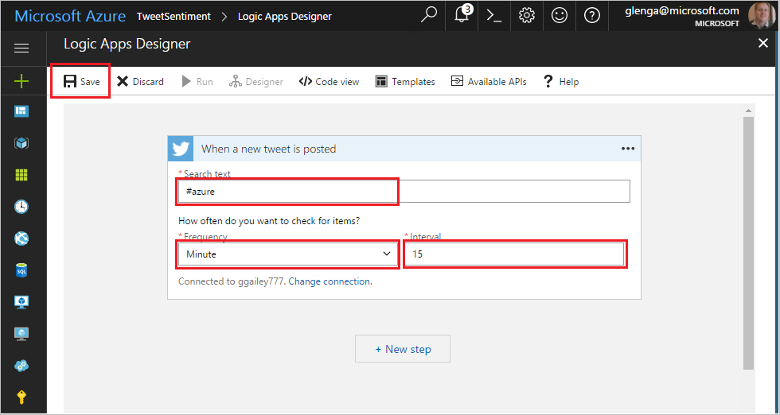 Microsoft Azure TweetSentiment > Logic Apps Designer 3 glenga@microsoft.com
MICROSOFT
Logic Apps Designer
Save Discard Run Designer </> Code view Templates Available APIs ? Help
When a new tweet is posted
* Search text
#azure
How often do you want to check for items?
* Frequency * Interval
Minute 15
Connected to ggailey777. Change connection.
+ New step
SQL